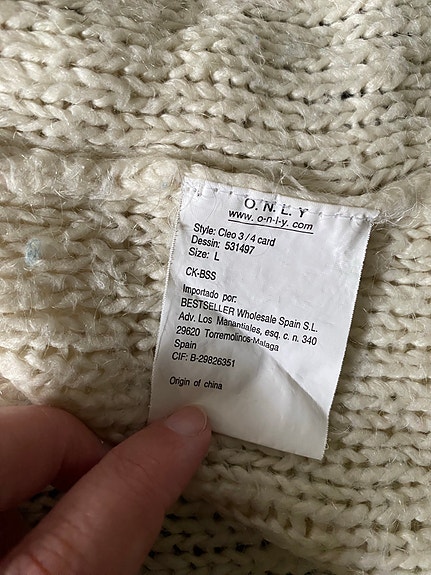 O.N.L.Y
www.o-n-l-y.com
Style: Cleo 3/4 card
Dessin: 531497
Size: L
CK-BSS
Importado por:
BESTSELLER Wholesale Spain S.L.
Adv. Los Manantiales, esq. c. n. 340
29620 Torremolinos-Malaga
Spain
CIF: B-29826351
Origin of china